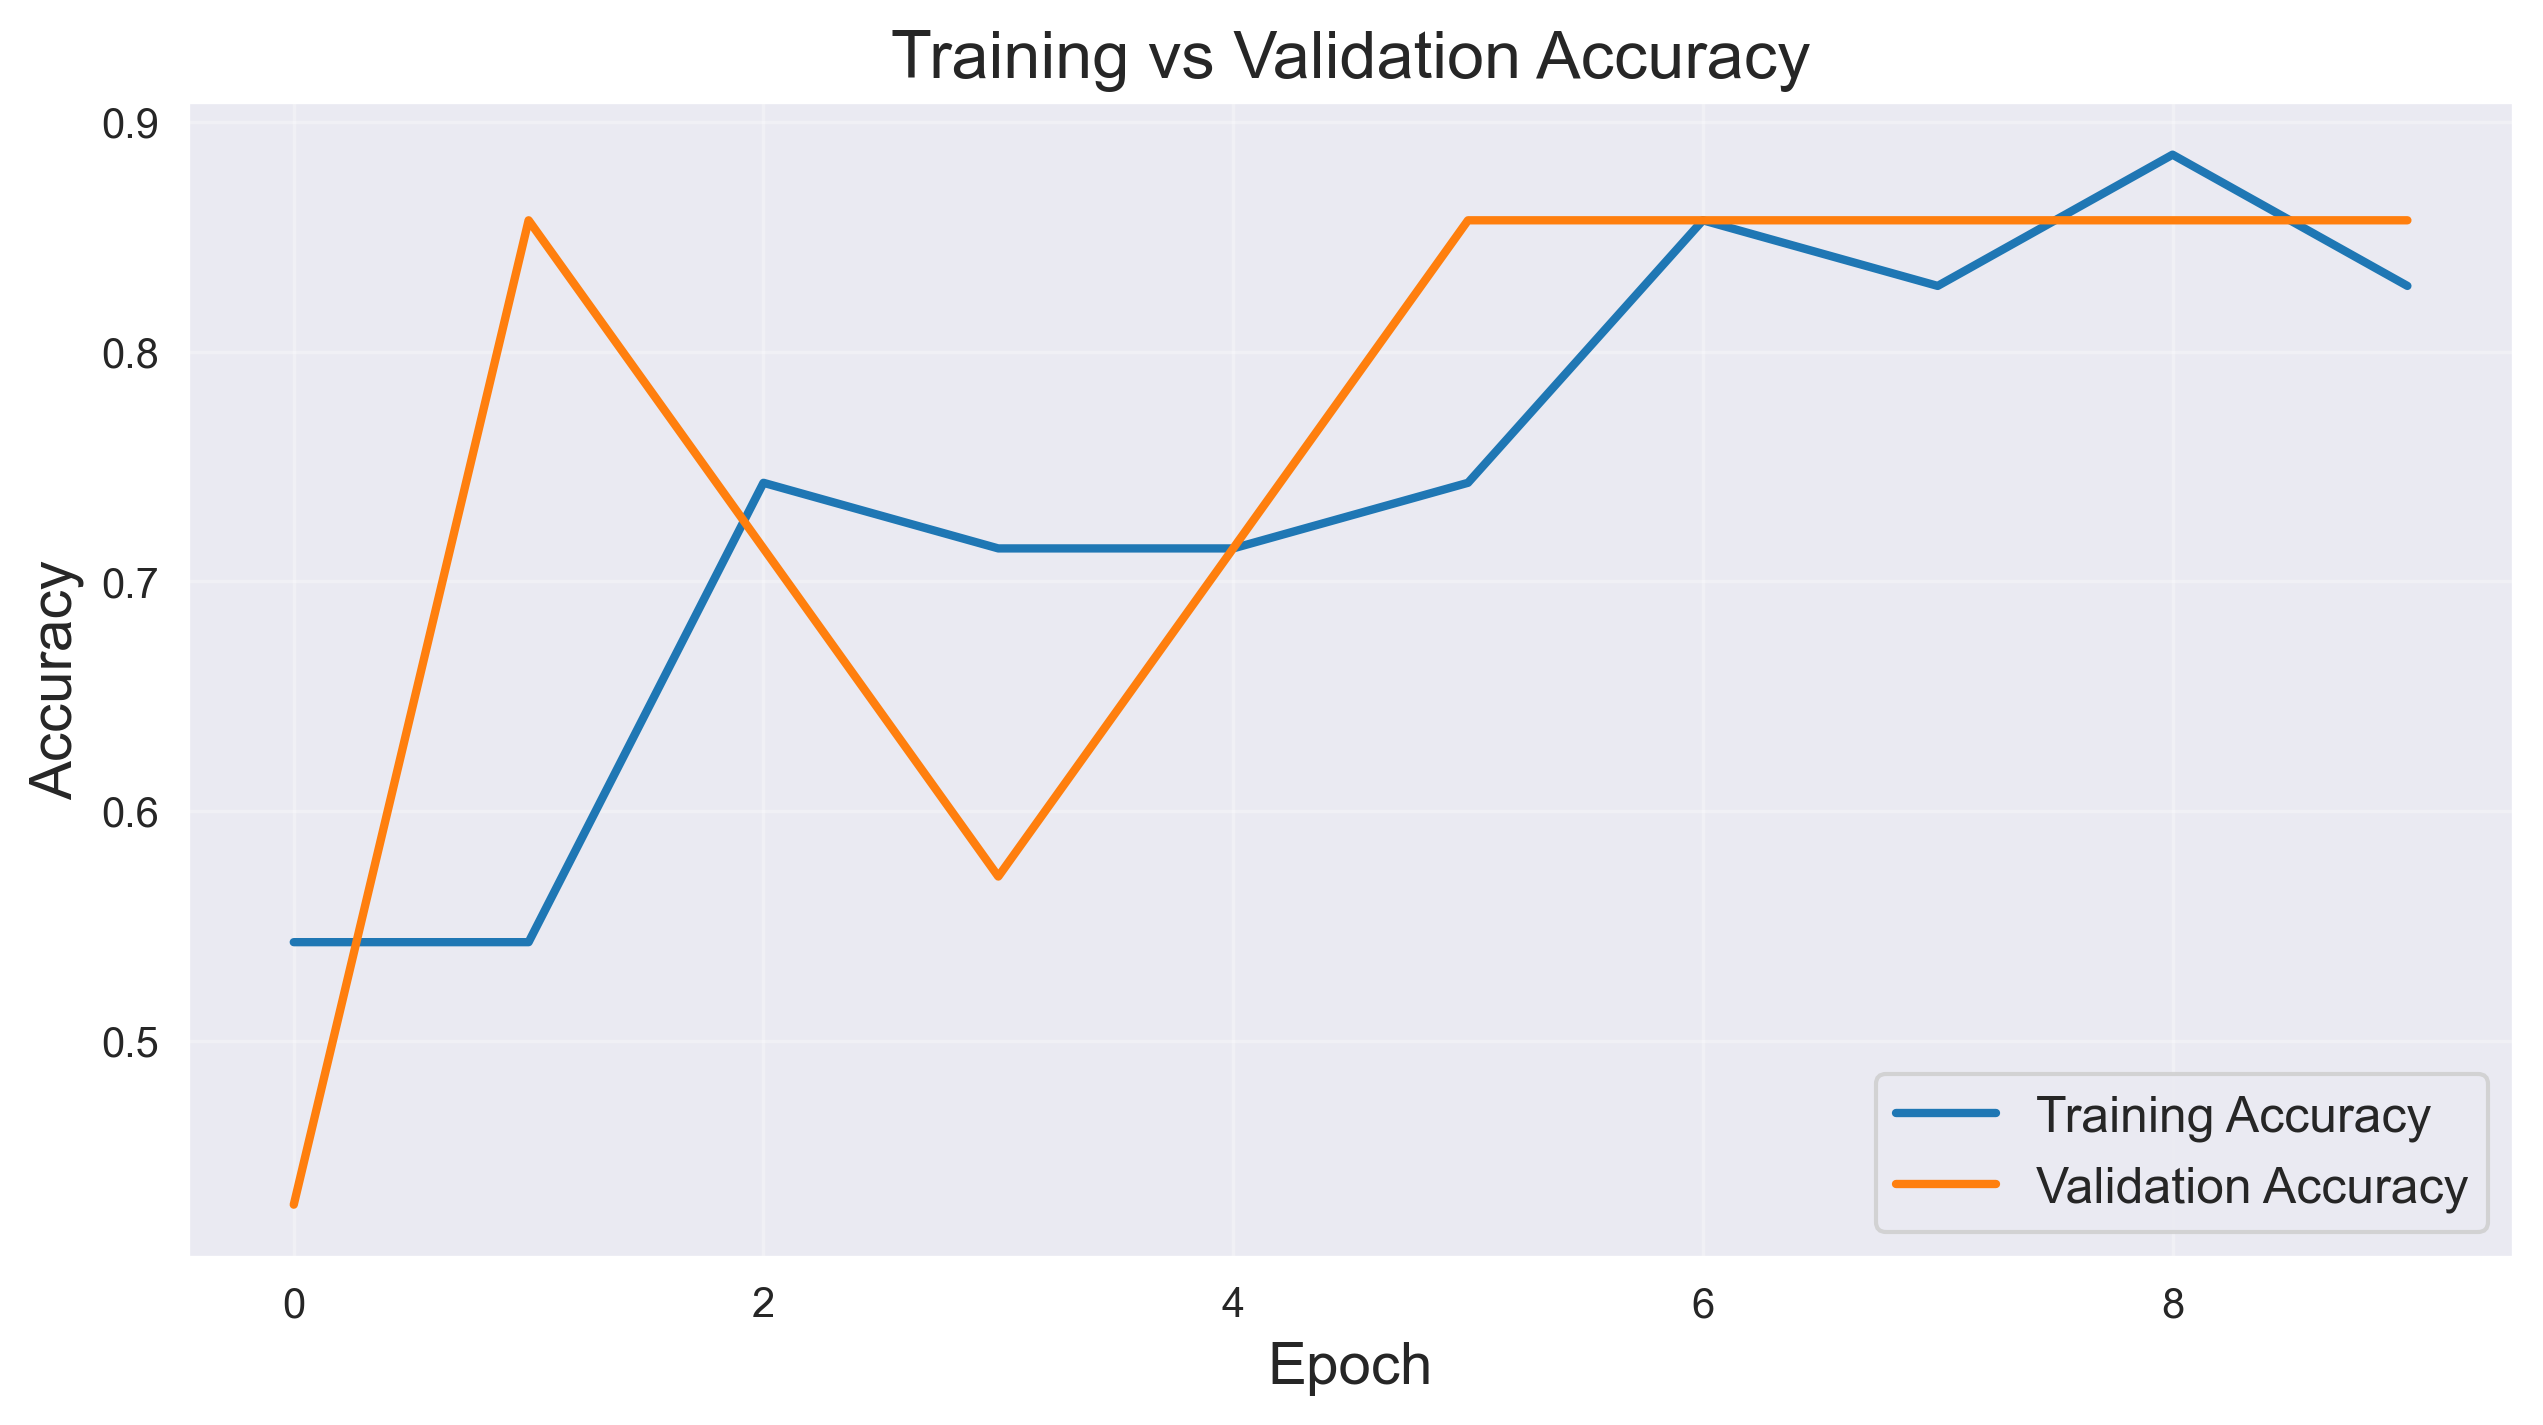 Training vs Validation Accuracy
0.9
0.8
0.7
0.6
0.5
Accuracy
0 2 4 6 8
Epoch
Training Accuracy
Validation Accuracy